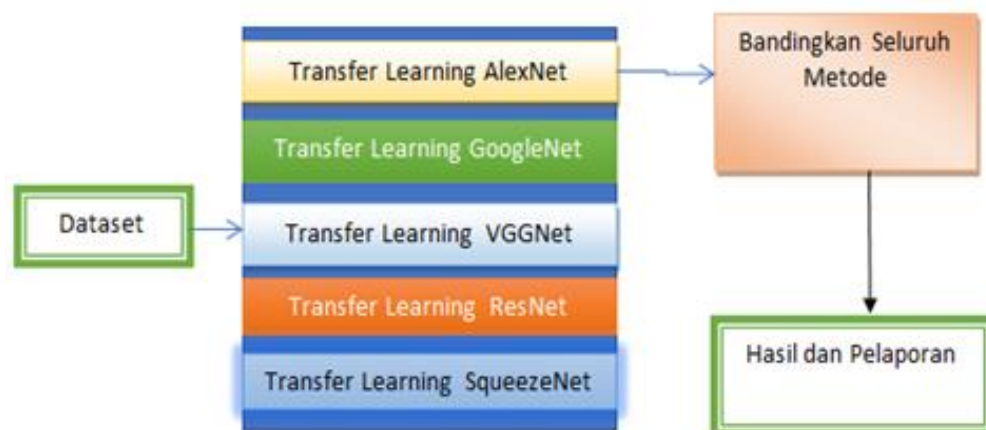 Dataset
Transfer Learning AlexNet
Transfer Learning GoogleNet
Transfer Learning VGGNet
Transfer Learning ResNet
Transfer Learning SqueezeNet
Bandingkan Seluruh
Metode
Hasil dan Pelaporan